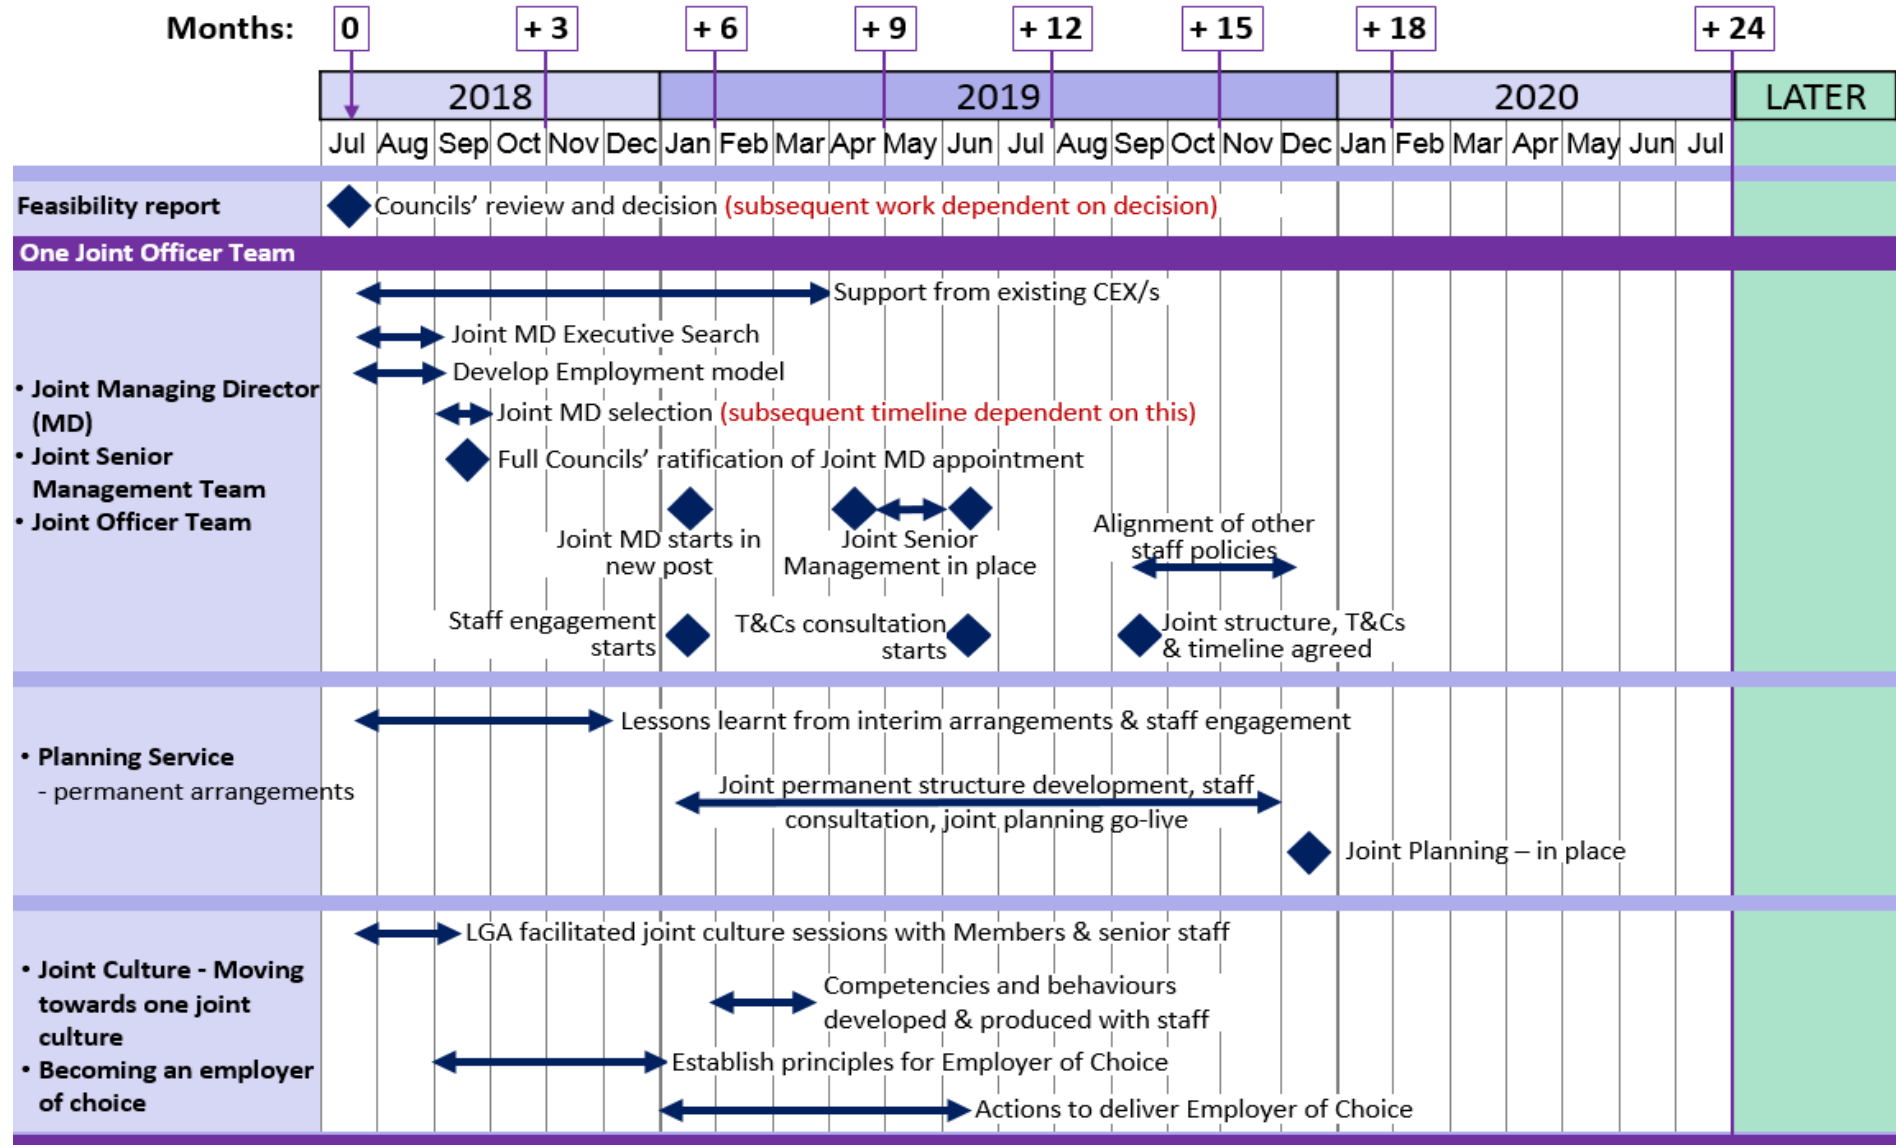 Months: 0 + 3 + 6 + 9 + 12 + 15 + 18 + 24
2018 2019 2020 LATER
Jul Aug Sep Oct Nov Dec Jan Feb Mar Apr May Jun Jul Aug Sep Oct Nov Dec Jan Feb Mar Apr May Jun Jul
Feasibility report
Councils’ review and decision (subsequent work dependent on decision)
One Joint Officer Team
• Joint Managing Director
(MD)
• Joint Senior
Management Team
• Joint Officer Team
Support from existing CEX/s
Joint MD Executive Search
Develop Employment model
Joint MD selection (subsequent timeline dependent on this)
Full Councils’ ratification of Joint MD appointment
Joint MD starts in
new post
Joint Senior
Management in place
Alignment of other
staff policies
Staff engagement
starts
T&Cs consultation
starts
Joint structure, T&Cs
& timeline agreed
• Planning Service
- permanent arrangements
Lessons learnt from interim arrangements & staff engagement
Joint permanent structure development, staff
consultation, joint planning go-live
Joint Planning – in place
• Joint Culture - Moving
towards one joint
culture
• Becoming an employer
of choice
LGA facilitated joint culture sessions with Members & senior staff
Competencies and behaviours
developed & produced with staff
Establish principles for Employer of Choice
Actions to deliver Employer of Choice